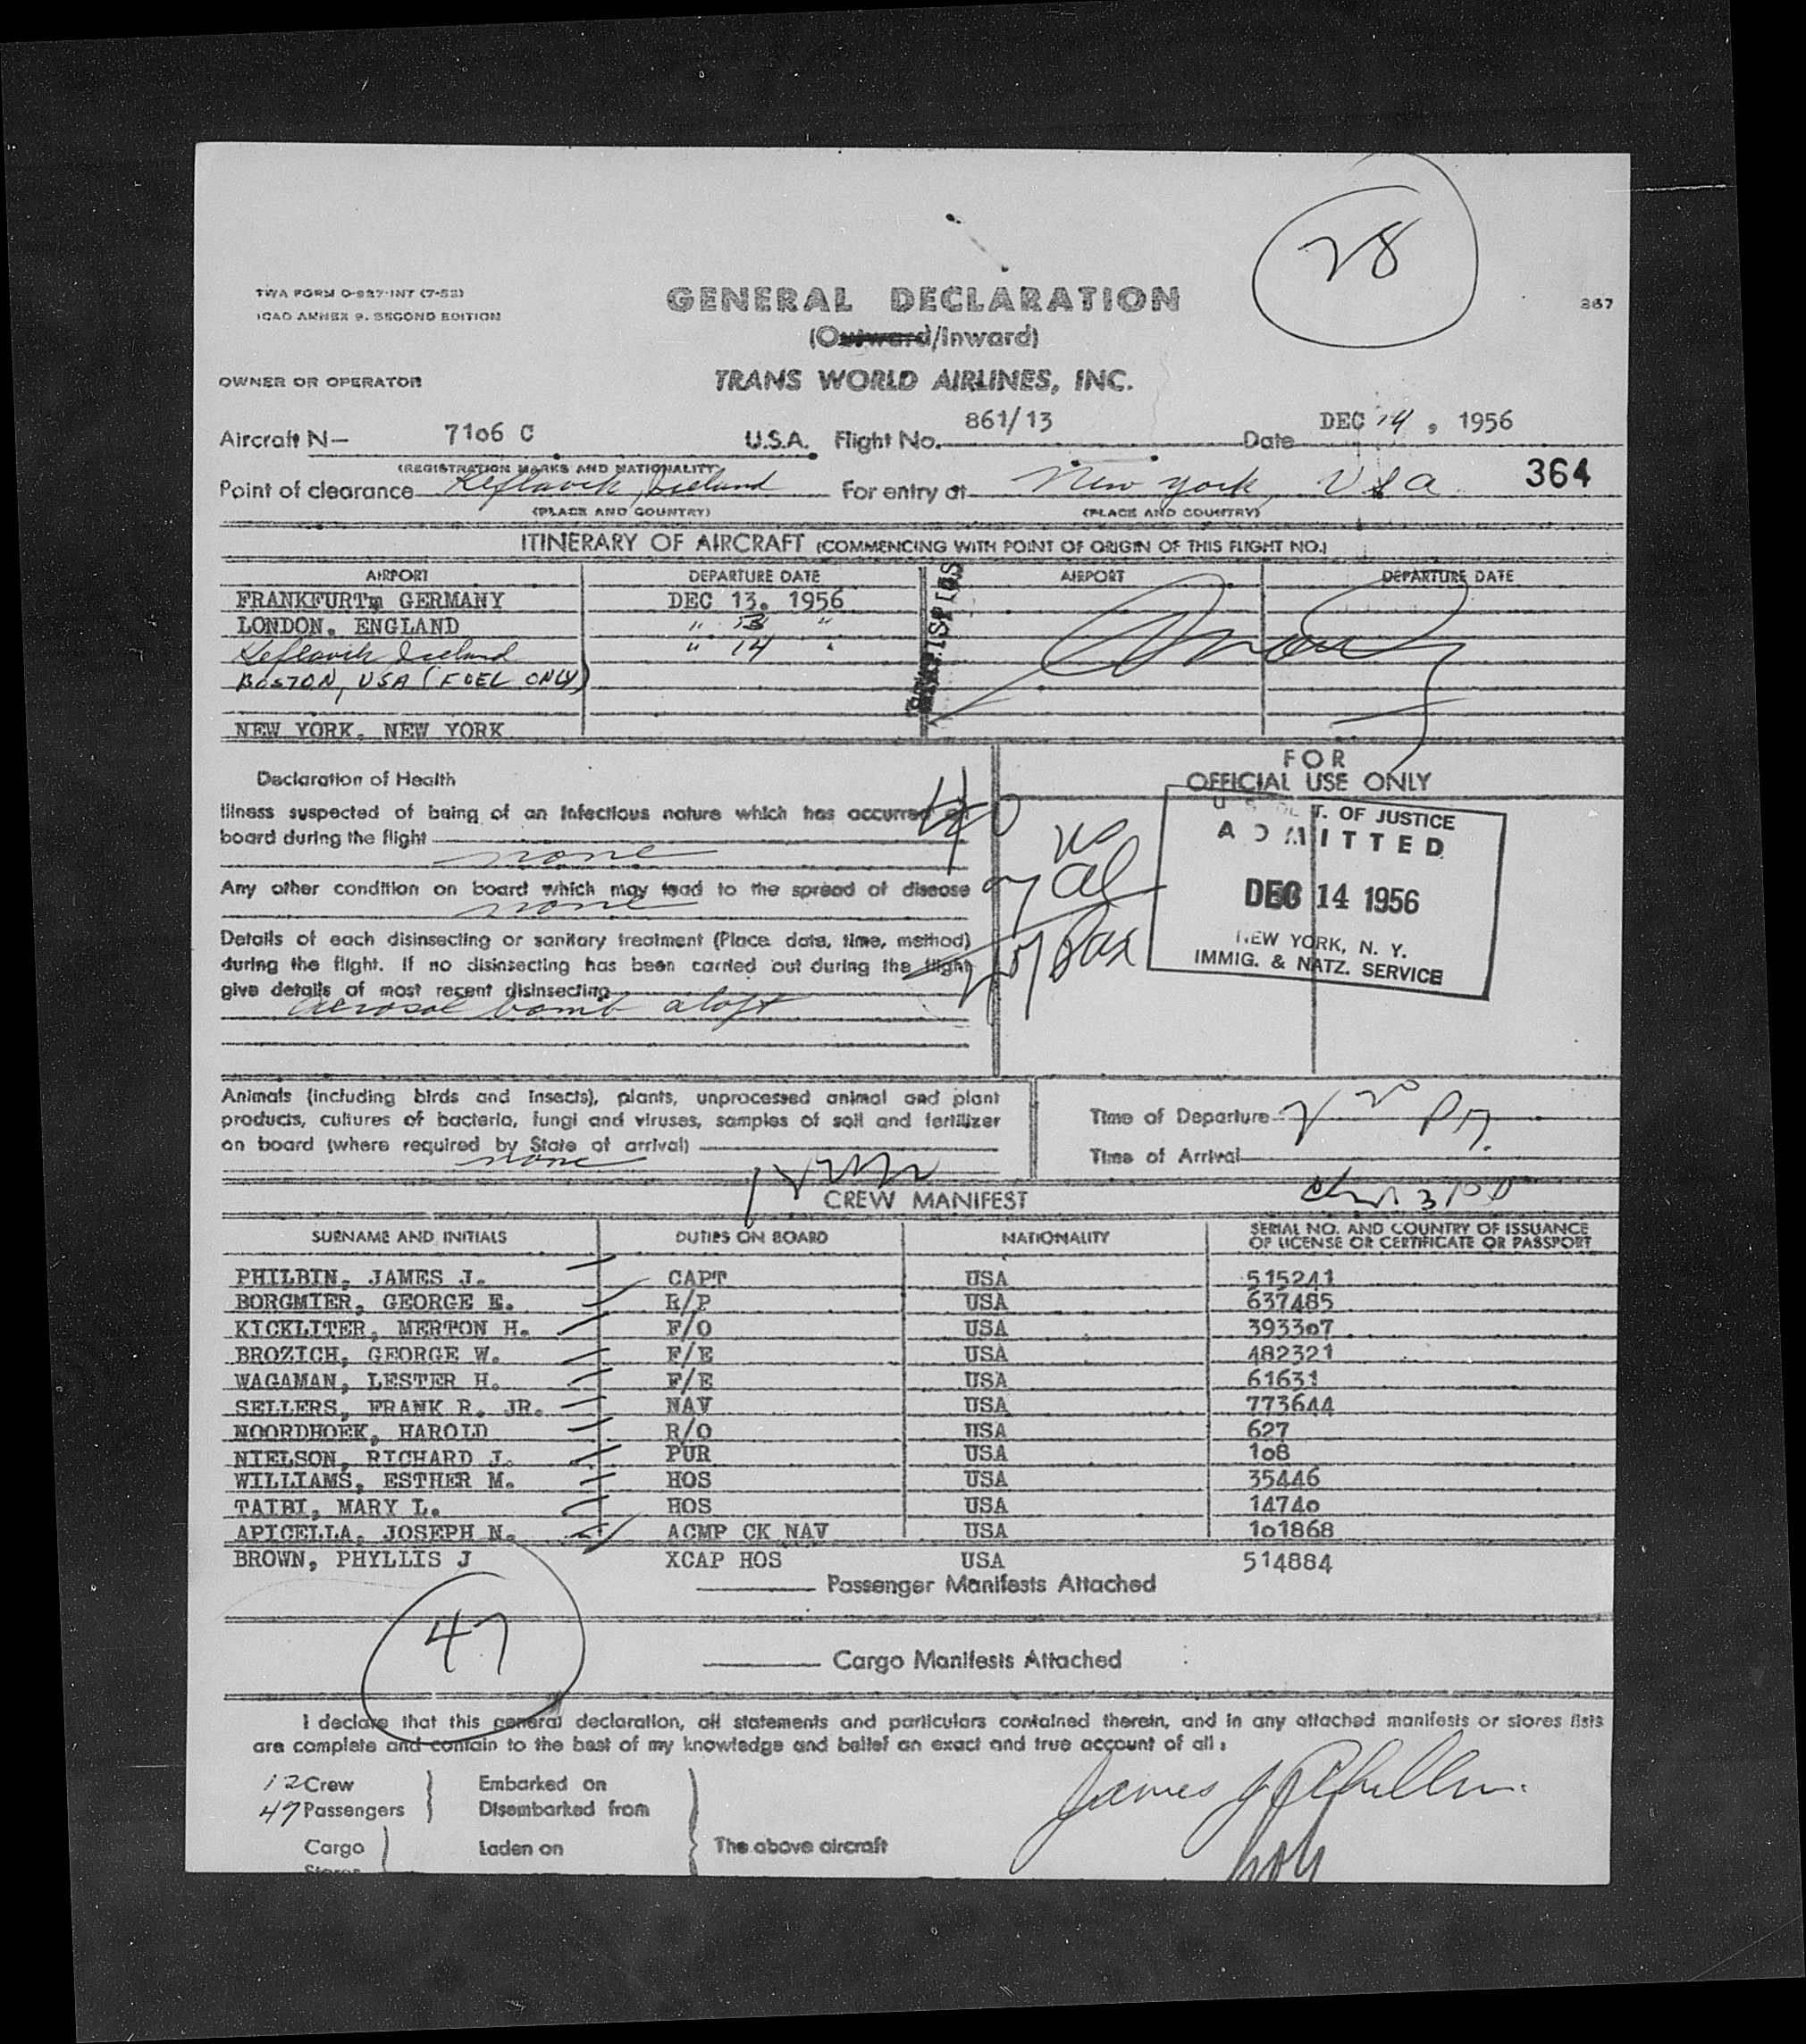 28
TWA FORM O-927-INT (7-53)
ICAO ANNEX 9. SECOND EDITION
GENERAL DECLARATION
367
(Outward/Inward)
OWNER OR OPERATOR
TRANS WORLD AIRLINES, INC.
Aircraft N— 7106 C U.S.A. Flight No. 861/13 Date DEC 14, 1956
(REGISTRATION MARKS AND NATIONALITY)
Point of clearance Keflavik, Iceland For entry at New York, USA 364
(PLACE AND COUNTRY) (PLACE AND COUNTRY)
ITINERARY OF AIRCRAFT (COMMENCING WITH POINT OF ORIGIN OF THIS FLIGHT NO.)
AIRPORT DEPARTURE DATE AIRPORT DEPARTURE DATE
FRANKFURTm GERMANY DEC 13. 1956
LONDON. ENGLAND " 13 "
Keflavik Iceland " 14 "
BOSTON, USA (FUEL ONLY)
NEW YORK. NEW YORK
FOR
OFFICIAL USE ONLY
Declaration of Health
Illness suspected of being of an infectious nature which has occurred on
board during the flight
none
Any other condition on board which may lead to the spread of disease
none
Details of each disinsecting or sanitary treatment (Place date, time, method)
during the flight. If no disinsecting has been carried out during the flight
give details of most recent disinsecting
aerosol bomb aloft
T. OF JUSTICE
ADMITTED
DEC 14 1956
NEW YORK, N. Y.
IMMIG. & NATZ. SERVICE
Animals (including birds and insects), plants, unprocessed animal and plant
products, cultures of bacteria, fungi and viruses, samples of soil and fertilizer
on board (where required by State of arrival)
none
Time of Departure
Time of Arrival
CREW MANIFEST
SURNAME AND INITIALS DUTIES ON BOARD NATIONALITY SERIAL NO. AND COUNTRY OF ISSUANCE
OF LICENSE OR CERTIFICATE OR PASSPORT
PHILBIN, JAMES J. CAPT USA 515241
BORGMIER, GEORGE E. R/P USA 637485
KICKLITER, MERTON H. F/O USA 393307
BROZICH, GEORGE W. F/E USA 482321
WAGAMAN, LESTER H. F/E USA 61631
SELLERS, FRANK R. JR. NAV USA 773644
NOORDHOEK, HAROLD R/O USA 627
NIELSON, RICHARD J. PUR USA 108
WILLIAMS, ESTHER M. HOS USA 35446
TAIBI, MARY L. HOS USA 14740
APICELLA, JOSEPH N. ACMP CK NAV USA 101868
BROWN, PHYLLIS J XCAP HOS USA 514884
Passenger Manifests Attached
47
Cargo Manifests Attached
I declare that this general declaration, all statements and particulars contained therein, and in any attached manifests or stores lists
are complete and contain to the best of my knowledge and belief an exact and true account of all:
12 Crew Embarked on
47 Passengers Disembarked from
James J Philbin
Cargo Laden on The above aircraft
Stores